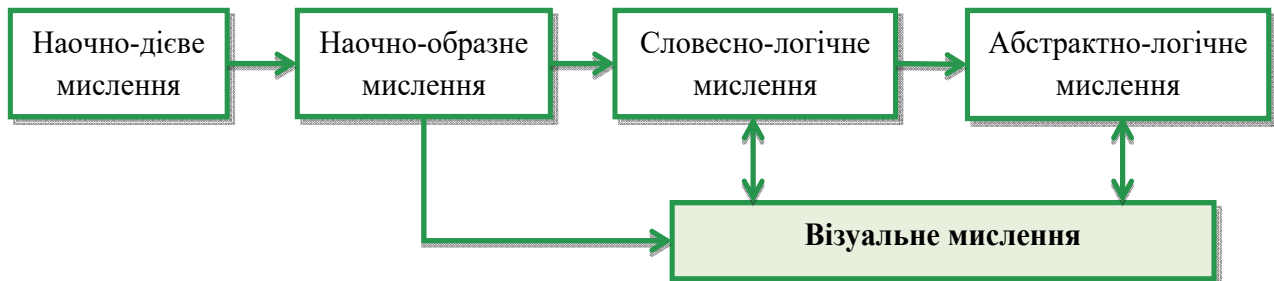 Наочно-дієве
мислення
Наочно-образне
мислення
Словесно-логічне
мислення
Абстрактно-логічне
мислення
Візуальне мислення